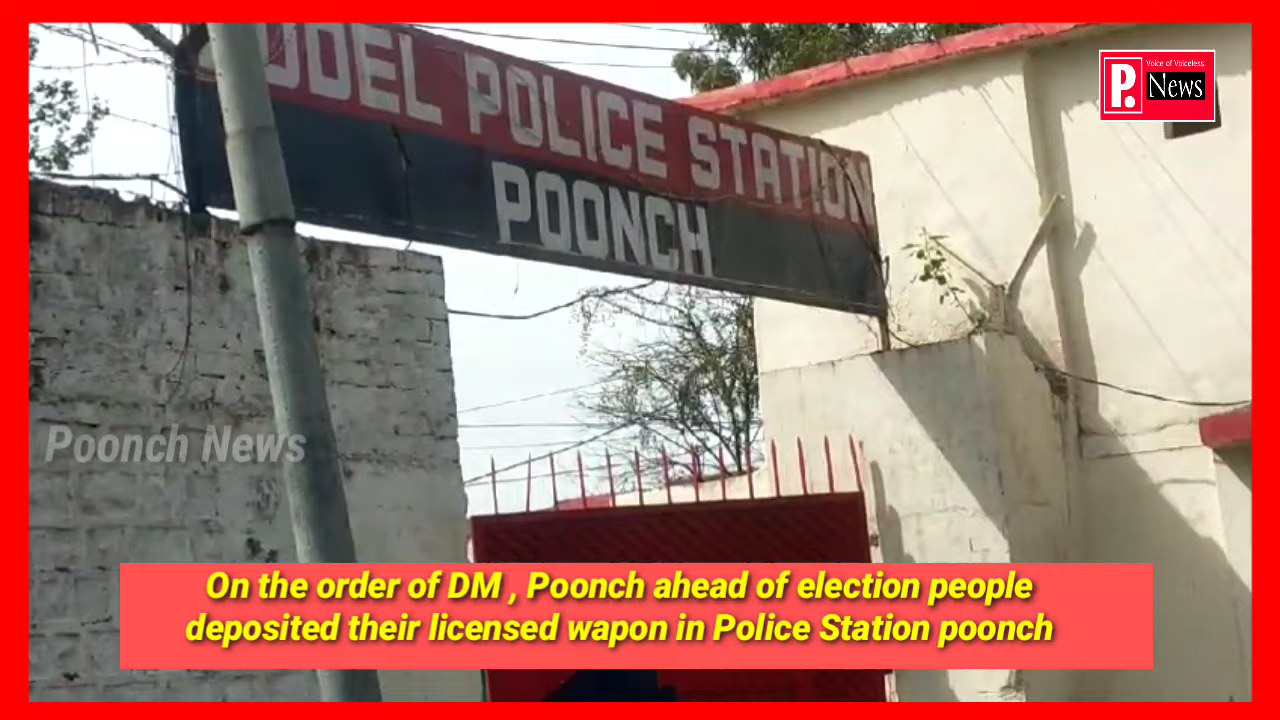 Voice of Voiceless.
P.
News
POLICE STATION
POONCH
Poonch News
On the order of DM , Poonch ahead of election people
deposited their licensed wapon in Police Station poonch